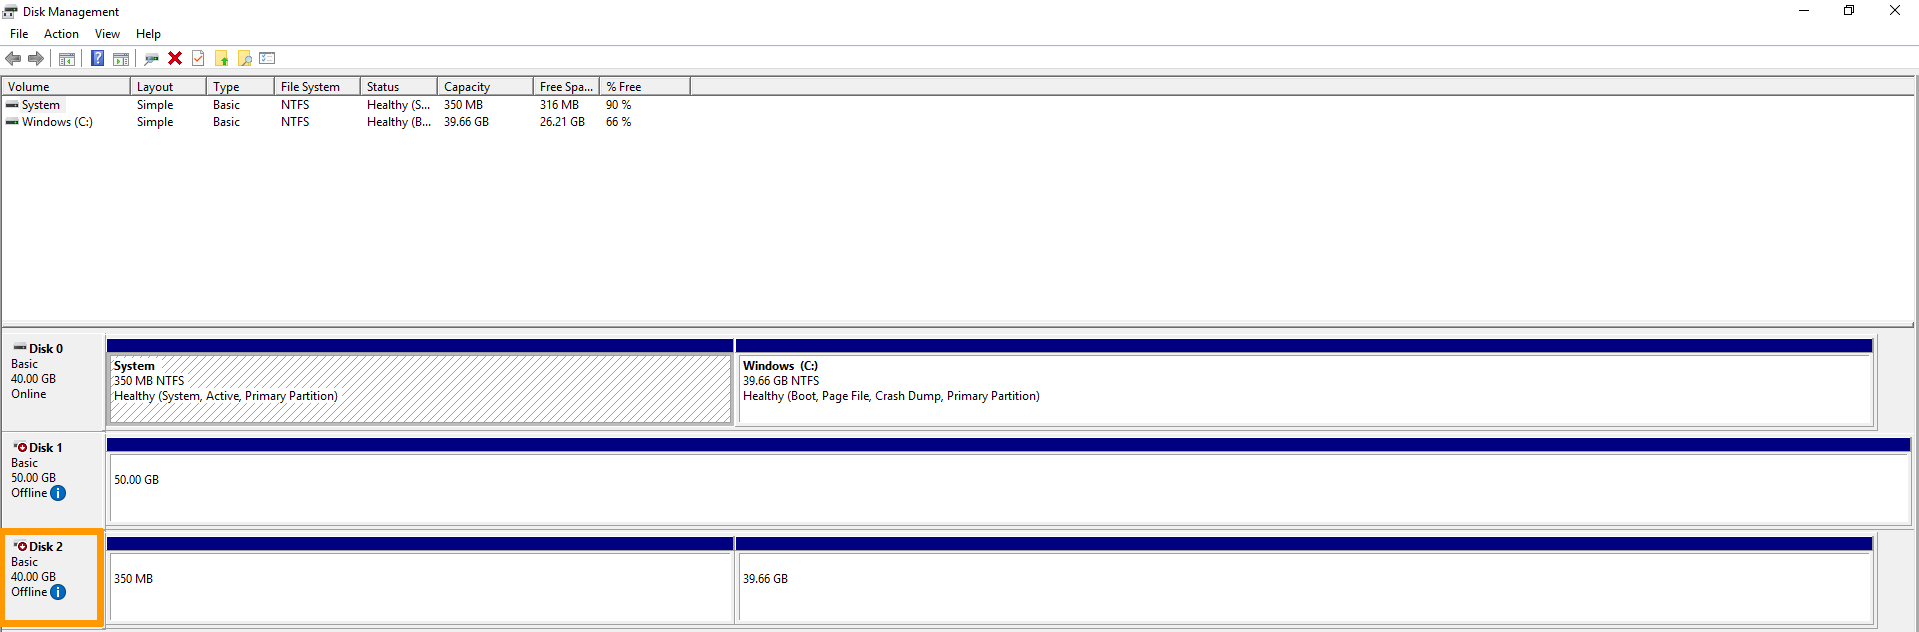 Disk Management
File Action View Help
Volume Layout Type File System Status Capacity Free Spa... % Free
System Simple Basic NTFS Healthy (S... 350 MB 316 MB 90 %
Windows (C:) Simple Basic NTFS Healthy (B... 39.66 GB 26.21 GB 66 %
Disk 0
Basic
40.00 GB
Online
System
350 MB NTFS
Healthy (System, Active, Primary Partition)
Windows (C:)
39.66 GB NTFS
Healthy (Boot, Page File, Crash Dump, Primary Partition)
Disk 1
Basic
50.00 GB
Offline
50.00 GB
Disk 2
Basic
40.00 GB
Offline
350 MB
39.66 GB